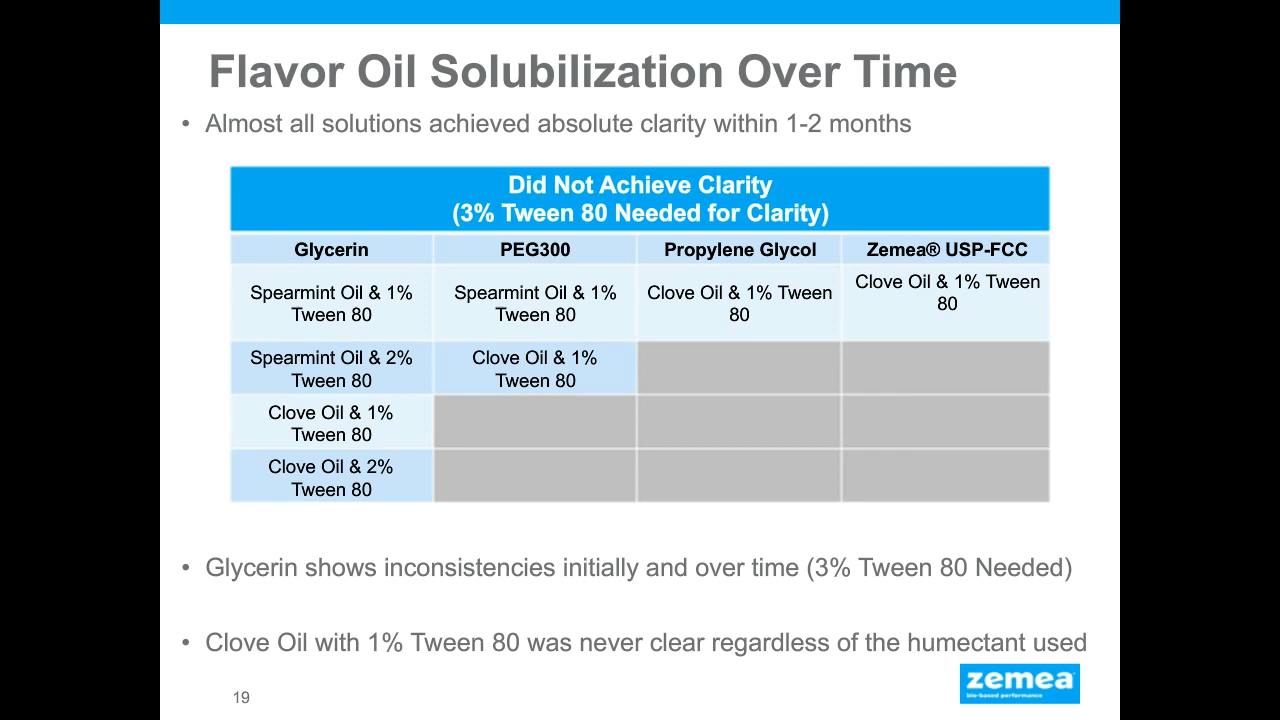 Flavor Oil Solubilization Over Time
• Almost all solutions achieved absolute clarity within 1-2 months
Did Not Achieve Clarity
(3% Tween 80 Needed for Clarity)
Glycerin PEG300 Propylene Glycol Zemea® USP-FCC
Spearmint Oil & 1%
Tween 80
Spearmint Oil & 1%
Tween 80
Clove Oil & 1% Tween
80
Clove Oil & 1% Tween
80
Spearmint Oil & 2%
Tween 80
Clove Oil & 1%
Tween 80
Clove Oil & 1%
Tween 80
Clove Oil & 2%
Tween 80
• Glycerin shows inconsistencies initially and over time (3% Tween 80 Needed)
• Clove Oil with 1% Tween 80 was never clear regardless of the humectant used
zemea
bio-based performance
19